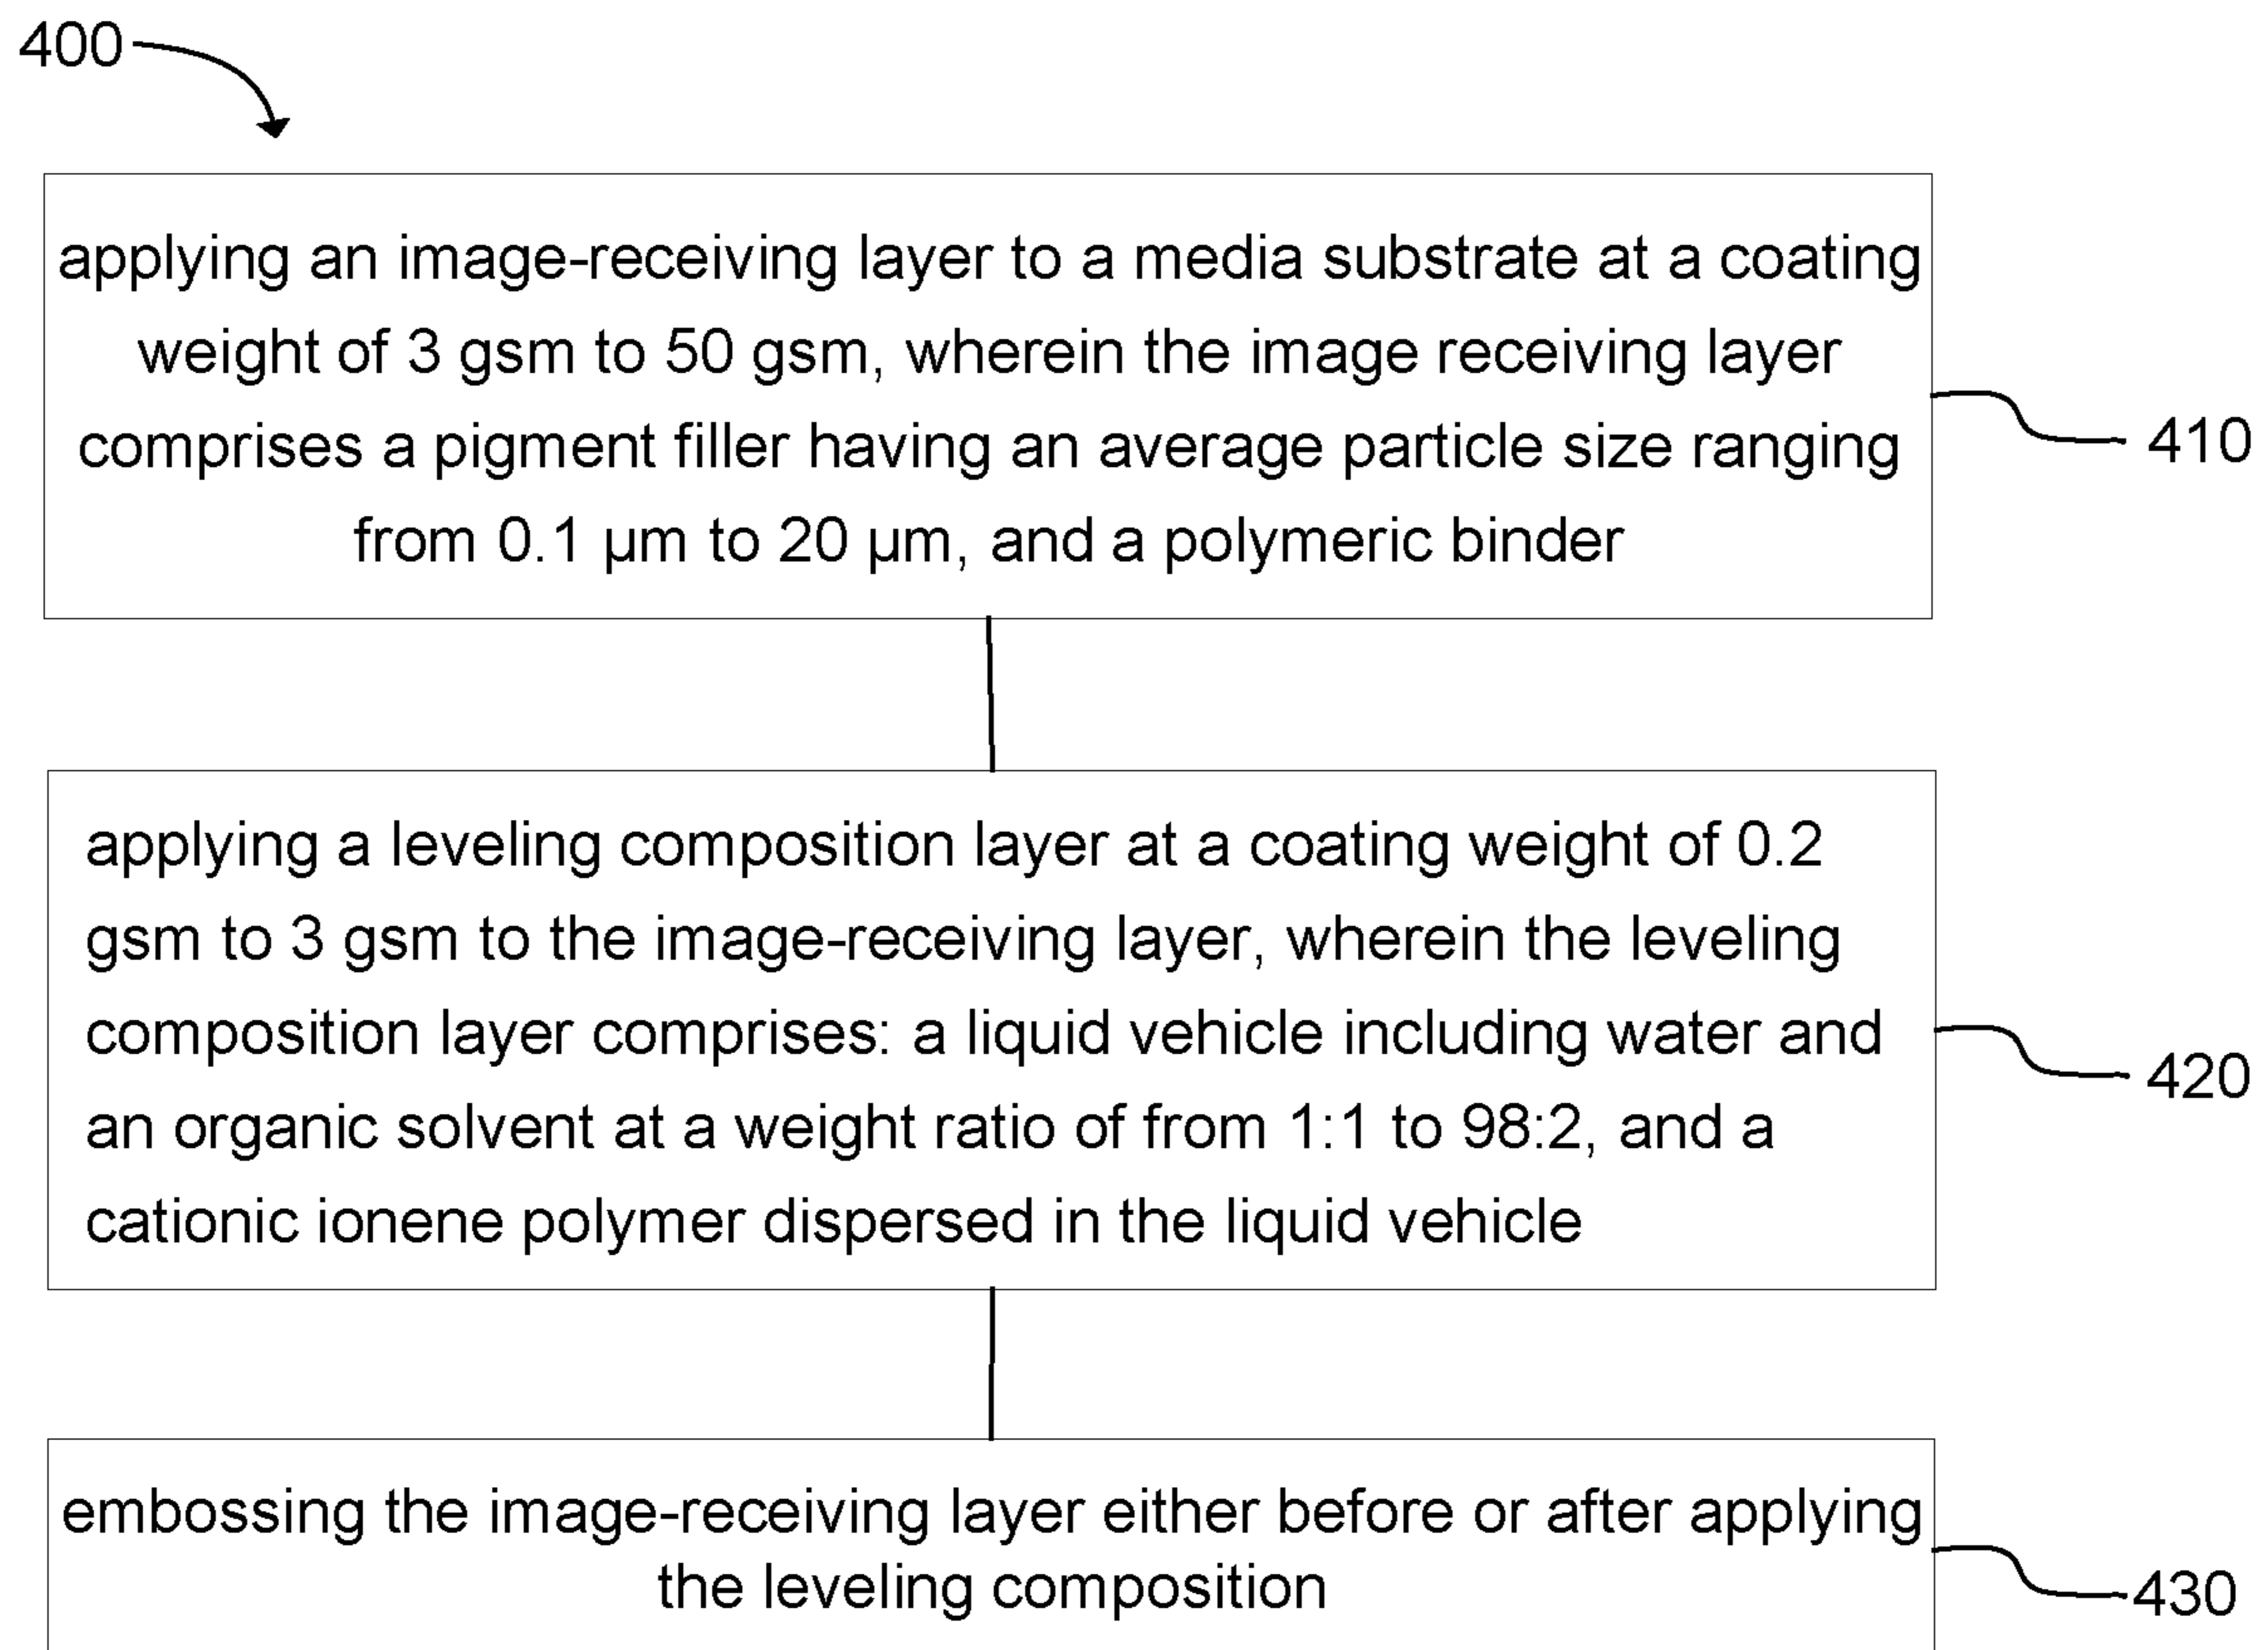 400
applying an image-receiving layer to a media substrate at a coating
weight of 3 gsm to 50 gsm, wherein the image receiving layer
comprises a pigment filler having an average particle size ranging
from 0.1 µm to 20 µm, and a polymeric binder
410
applying a leveling composition layer at a coating weight of 0.2
gsm to 3 gsm to the image-receiving layer, wherein the leveling
composition layer comprises: a liquid vehicle including water and
an organic solvent at a weight ratio of from 1:1 to 98:2, and a
cationic ionene polymer dispersed in the liquid vehicle
420
embossing the image-receiving layer either before or after applying
the leveling composition
430